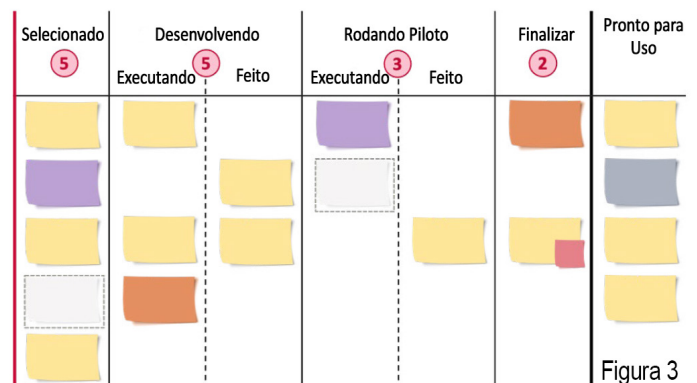 Selecionado
5
Desenvolvendo
5
Executando
Feito
Rodando Piloto
3
Executando
Feito
Finalizar
2
Pronto para
Uso
Figura 3